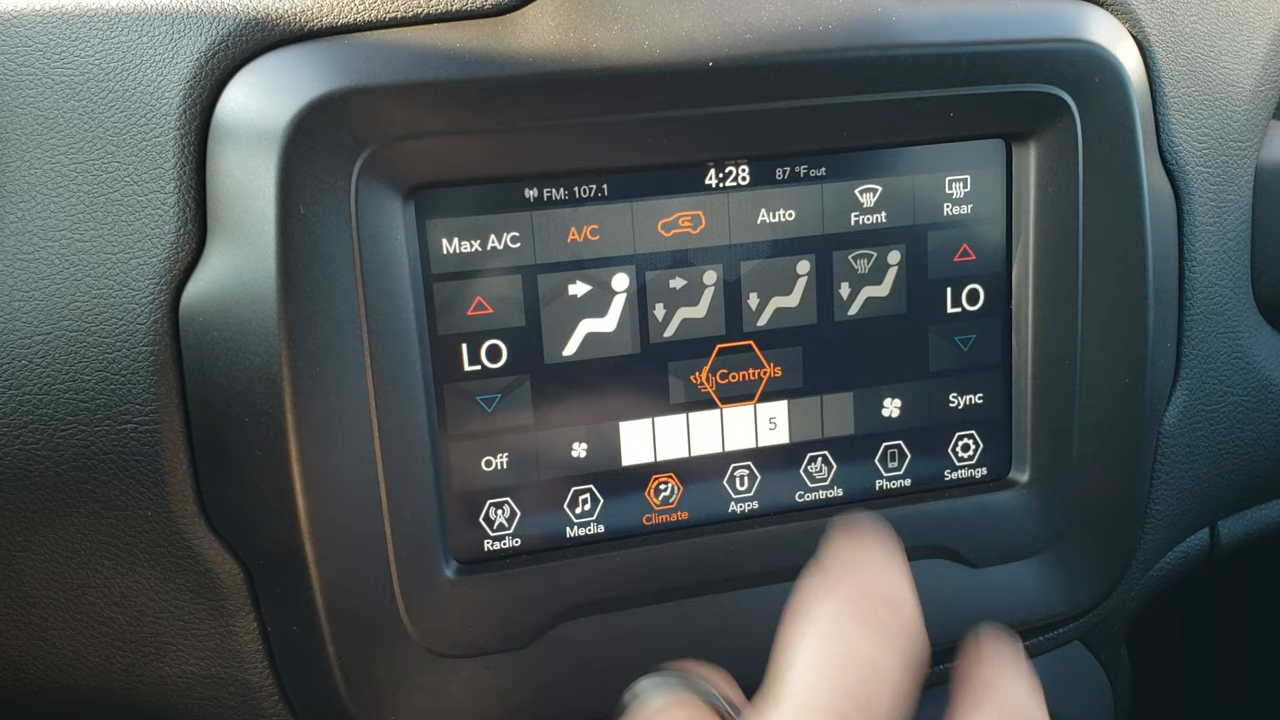 FM: 107.1 4:28 87 °F out
Max A/C A/C Auto Front Rear
LO LO
Controls
5 Sync
Off
Radio Media Climate Apps Controls Phone Settings